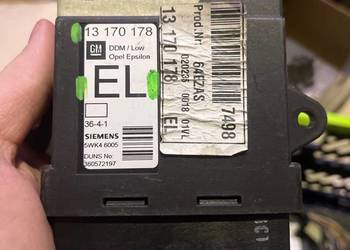 13 170 178
GM
DDM / Low
Opel Epsilon
EL
36-4-1
SIEMENS
5WK4 6005
DUNS No:
360572197
Prod.Nr:
7498
13 170 178
EL